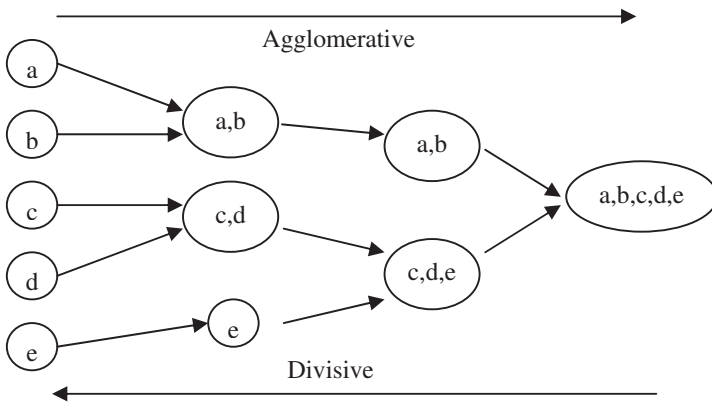 Agglomerative
a
b
c
d
e
a,b
c,d
e
a,b
c,d,e
a,b,c,d,e
Divisive